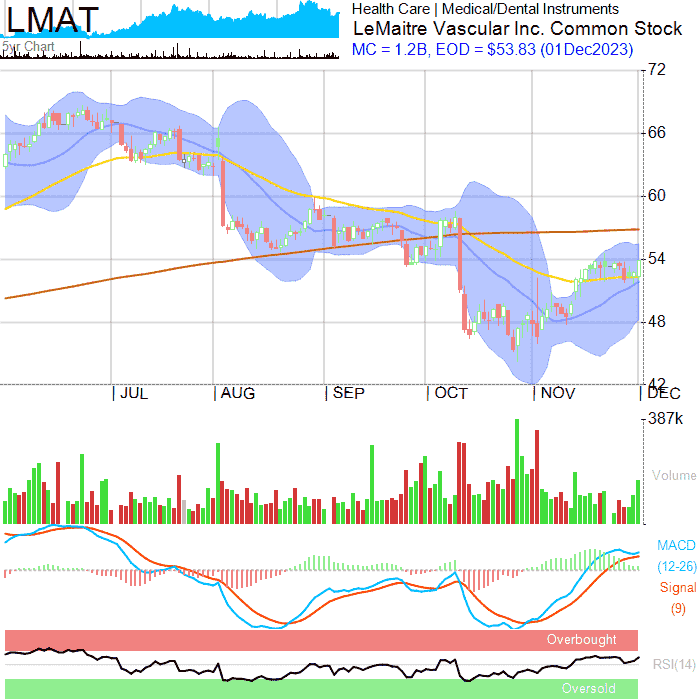 LMAT
5yr Chart
Health Care | Medical/Dental Instruments
LeMaitre Vascular Inc. Common Stock
MC = 1.2B, EOD = $53.83 (01Dec2023)
72
66
60
54
48
42
JUL
AUG
SEP
OCT
NOV
DEC
387k
Volume
MACD
(12-26)
Signal
(9)
Overbought
RSI(14)
Oversold